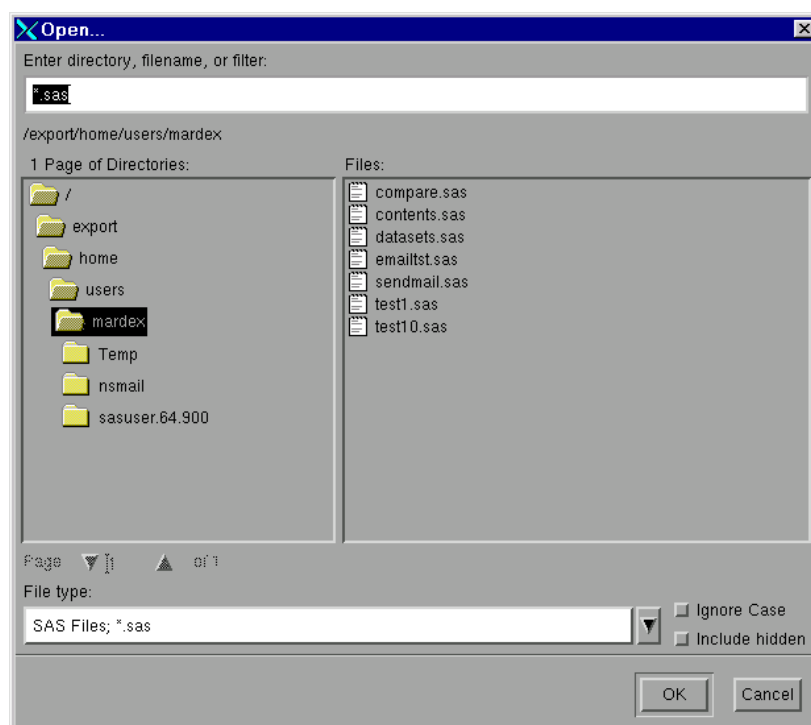 Open...
Enter directory, filename, or filter:
*.sas
/export/home/users/mardex
1 Page of Directories:
Files:
/
export
home
users
mardex
Temp
nsmail
sasuser.64.900
compare.sas
contents.sas
datasets.sas
emailtst.sas
sendmail.sas
test1.sas
test10.sas
Page 1 of 1
File type:
SAS Files; *.sas
Ignore Case
Include hidden
OK Cancel